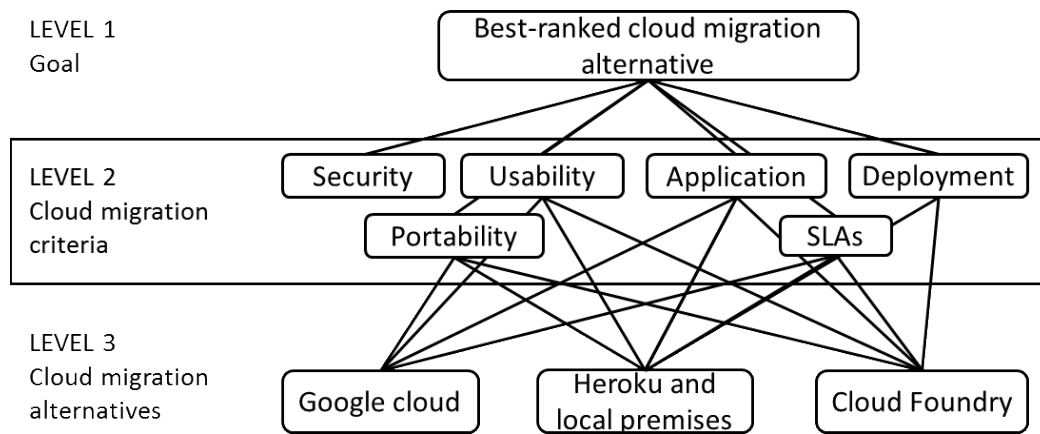 LEVEL 1
Goal
Best-ranked cloud migration
alternative
LEVEL 2
Cloud migration
criteria
Security
Usability
Application
Deployment
Portability
SLAs
LEVEL 3
Cloud migration
alternatives
Google cloud
Heroku and
local premises
Cloud Foundry